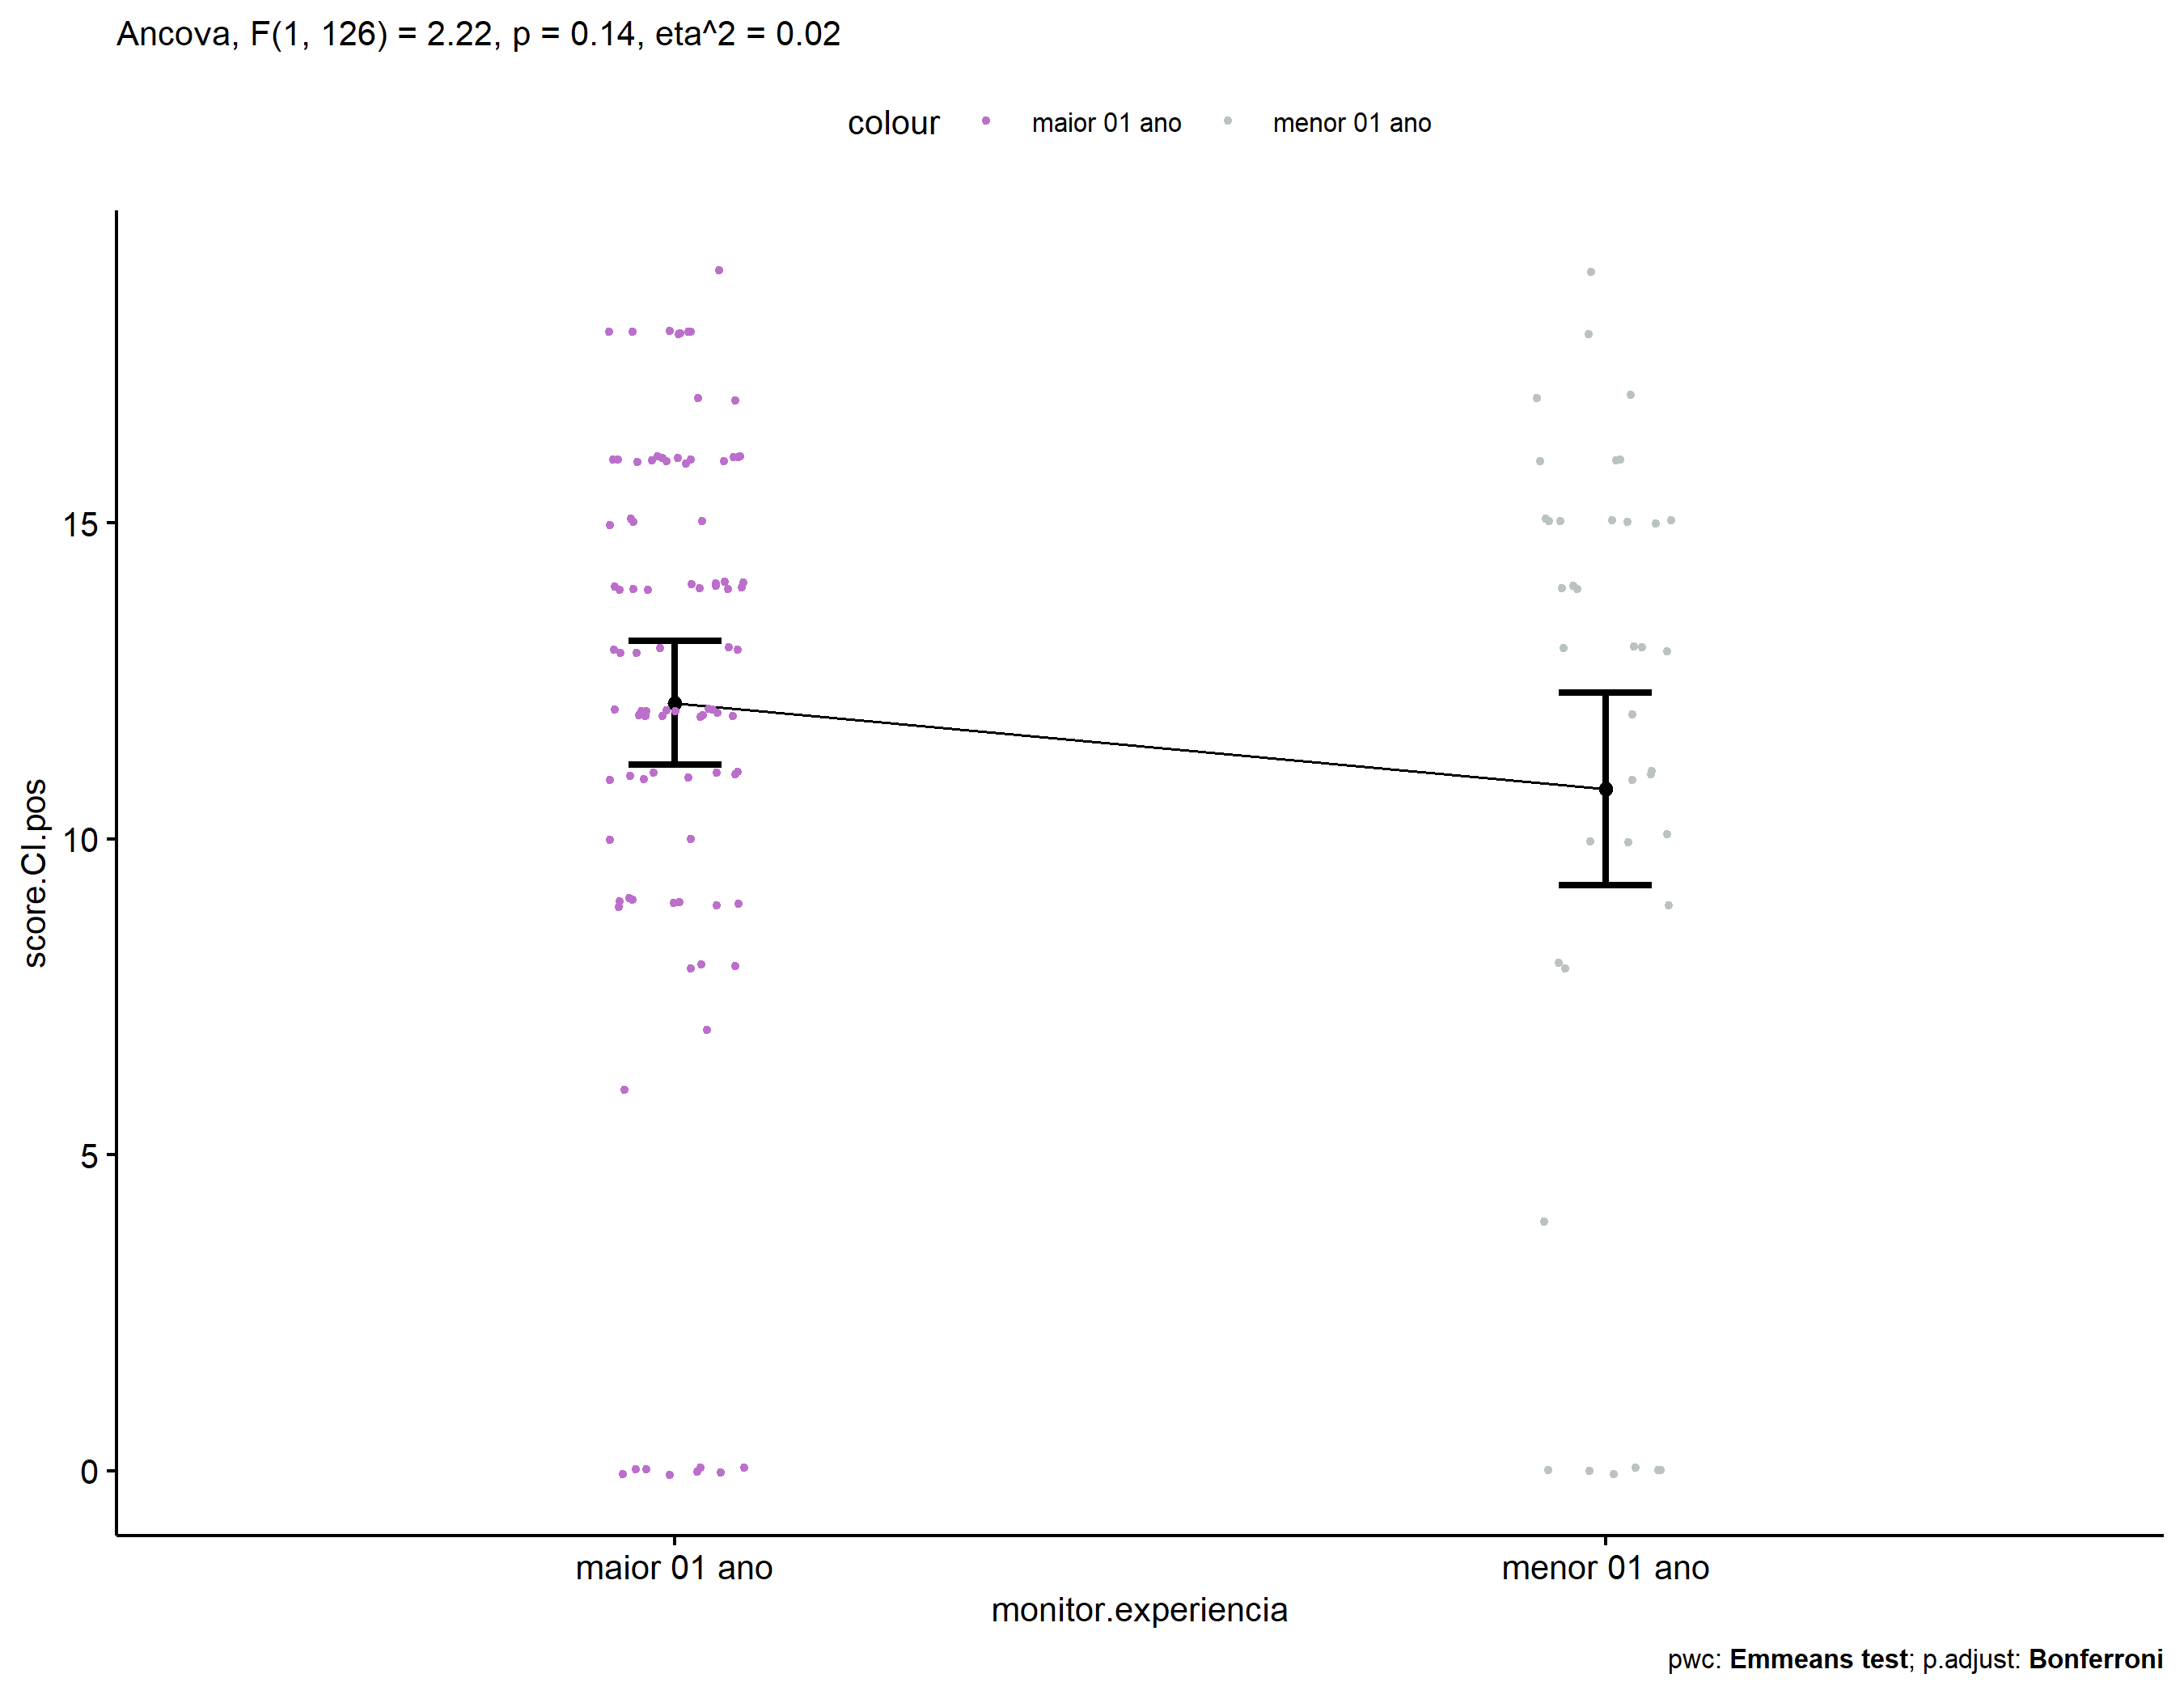 Ancova, F(1, 126) = 2.22, p = 0.14, eta^2 = 0.02
colour maior 01 ano menor 01 ano
score.CI.pos
15
10
5
0
maior 01 ano menor 01 ano
monitor.experiencia
pwc: Emmeans test; p.adjust: Bonferroni